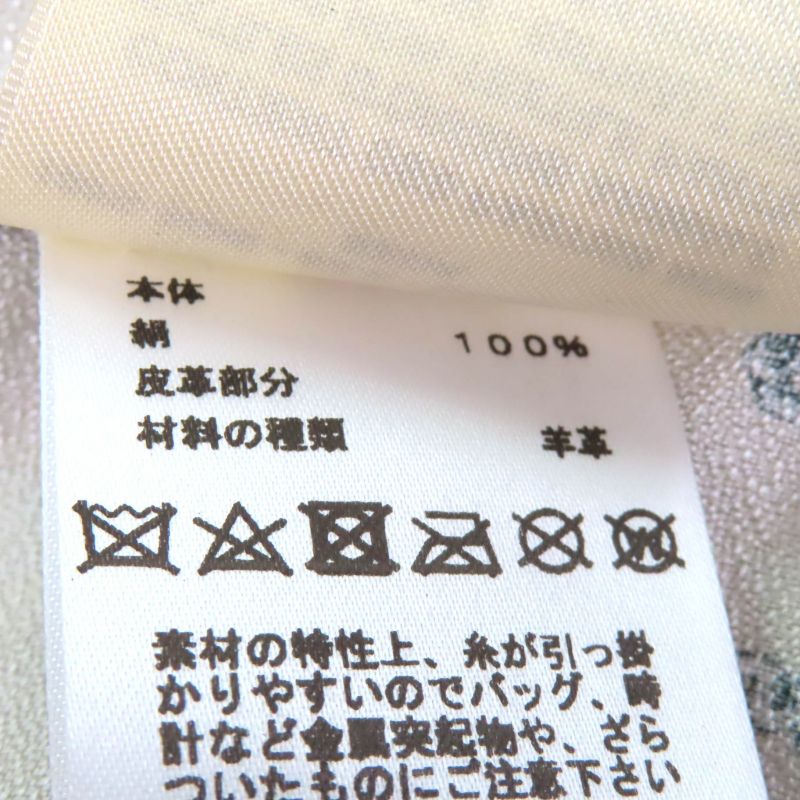 本体
絹 100%
皮革部分
材料の種類 羊革
素材の特性上、糸が引っ掛
かりやすいのでバッグ、時
計など金属突起物や、ざら
ついたものにご注意下さい